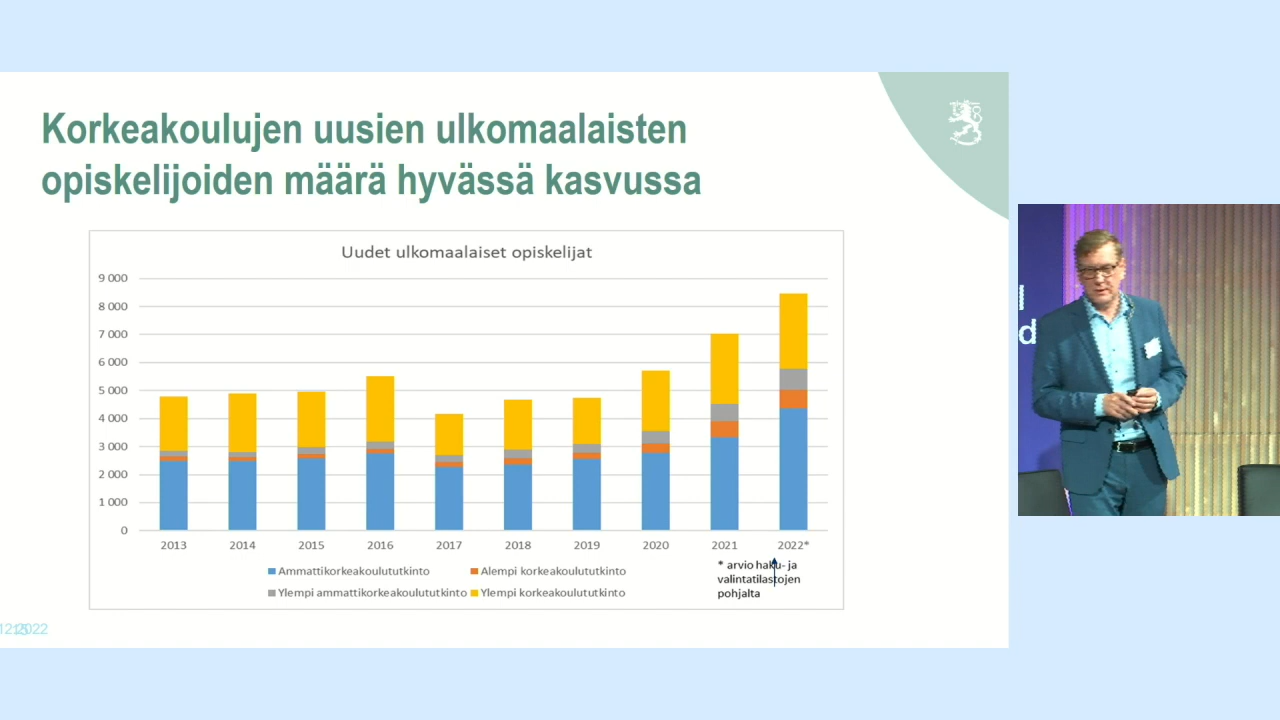 Korkeakoulujen uusien ulkomaalaisten
opiskelijoiden määrä hyvässä kasvussa
Uudet ulkomaalaiset opiskelijat
9 000
8 000
7 000
6 000
5 000
4 000
3 000
2 000
1 000
0
2013 2014 2015 2016 2017 2018 2019 2020 2021 2022*
Ammattikorkeakoulututkinto Alempi korkeakoulututkinto
Ylempi ammattikorkeakoulututkinto Ylempi korkeakoulututkinto
* arvio haku- ja
valintatilastojen
pohjalta
2022
d